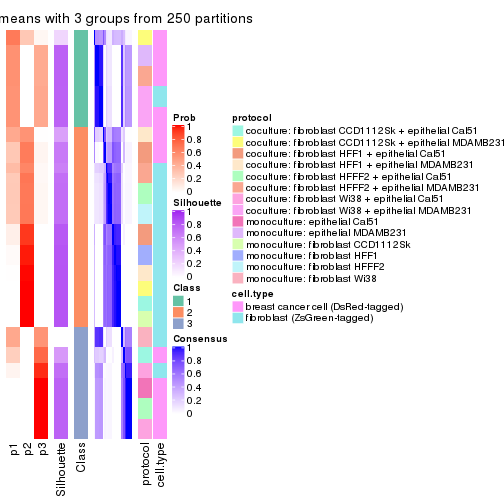 means with 3 groups from 250 partitions
Prob
1
0.8
0.6
0.4
0.2
0
Silhouette
1
0.8
0.6
0.4
0.2
0
Class
1
2
3
Consensus
1
0.8
0.6
0.4
0.2
0
protocol
coculture: fibroblast CCD1112Sk + epithelial Cal51
coculture: fibroblast CCD1112Sk + epithelial MDAMB231
coculture: fibroblast HFF1 + epithelial Cal51
coculture: fibroblast HFF1 + epithelial MDAMB231
coculture: fibroblast HFFF2 + epithelial Cal51
coculture: fibroblast HFFF2 + epithelial MDAMB231
coculture: fibroblast Wi38 + epithelial Cal51
coculture: fibroblast Wi38 + epithelial MDAMB231
monoculture: epithelial Cal51
monoculture: epithelial MDAMB231
monoculture: fibroblast CCD1112Sk
monoculture: fibroblast HFF1
monoculture: fibroblast HFFF2
monoculture: fibroblast Wi38
cell.type
breast cancer cell (DsRed-tagged)
fibroblast (ZsGreen-tagged)
p1
p2
p3
Silhouette
Class
protocol
cell.type